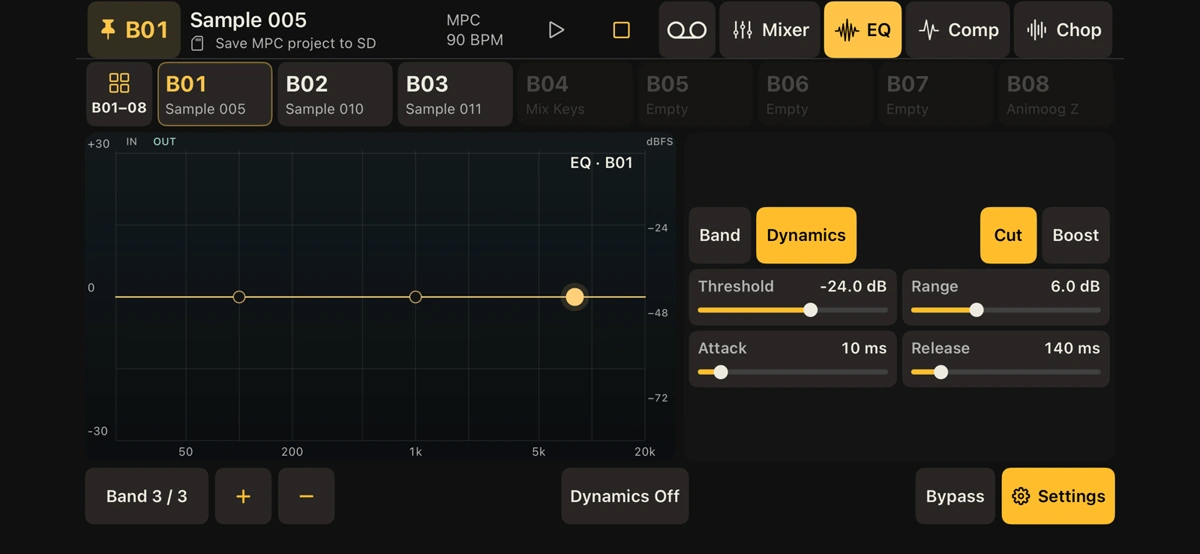 B01
Sample 005
Save MPC project to SD
MPC
90 BPM
Mixer
EQ
Comp
Chop
B01–08
B01
Sample 005
B02
Sample 010
B03
Sample 011
B04
Mix Keys
B05
Empty
B06
Empty
B07
Empty
B08
Animoog Z
+30
IN
OUT
dBFS
EQ · B01
−24
0
−48
−72
-30
50
200
1k
5k
20k
Band
Dynamics
Cut
Boost
Threshold
-24.0 dB
Range
6.0 dB
Attack
10 ms
Release
140 ms
Band 3 / 3
+
−
Dynamics Off
Bypass
Settings